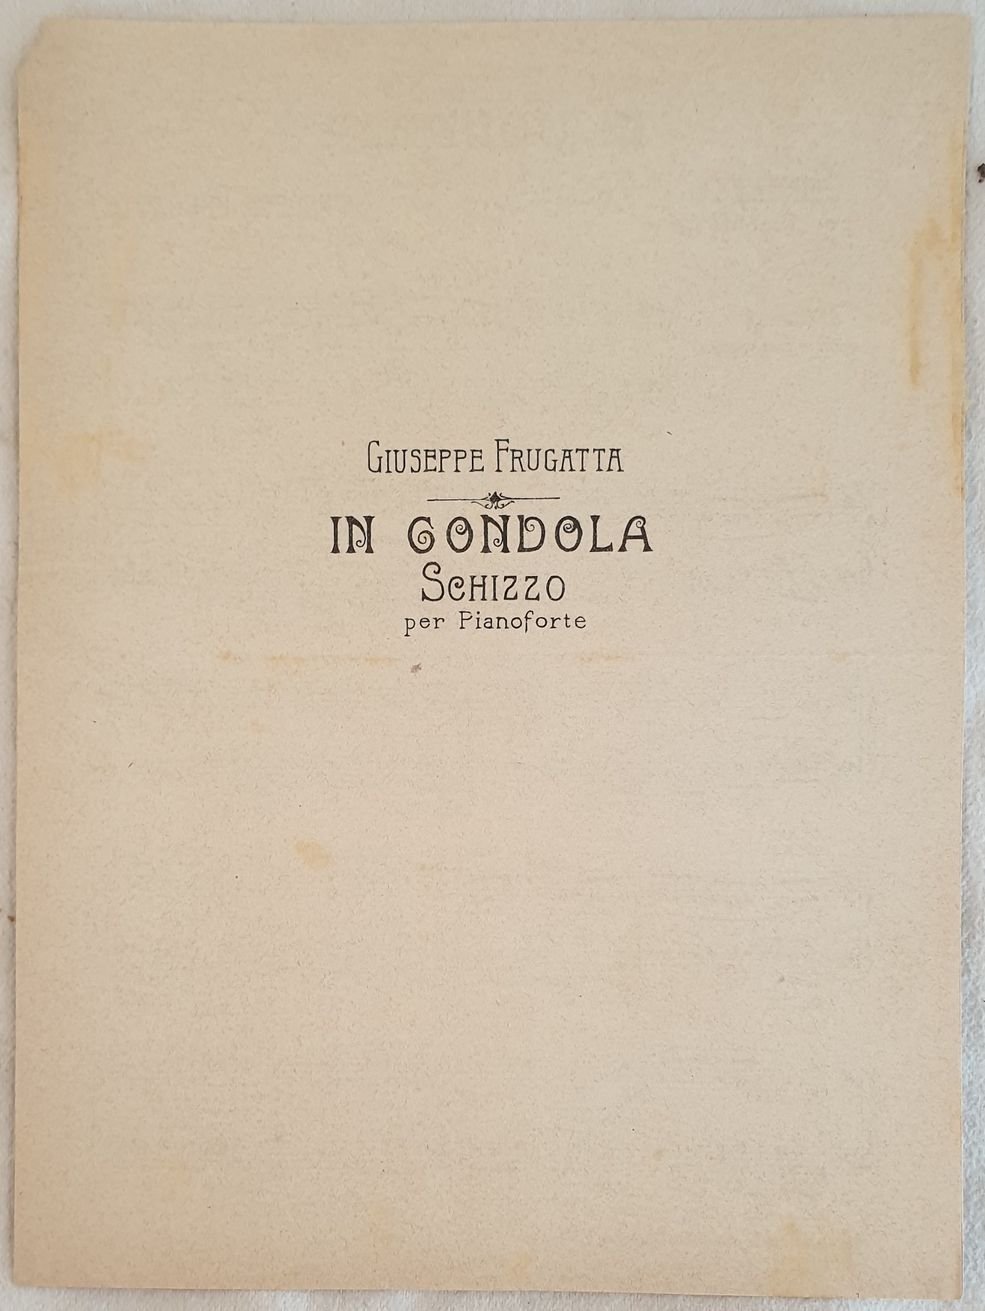 GIUSEPPE FRUGATTA
IN GONDOLA
SCHIZZO
per Pianoforte